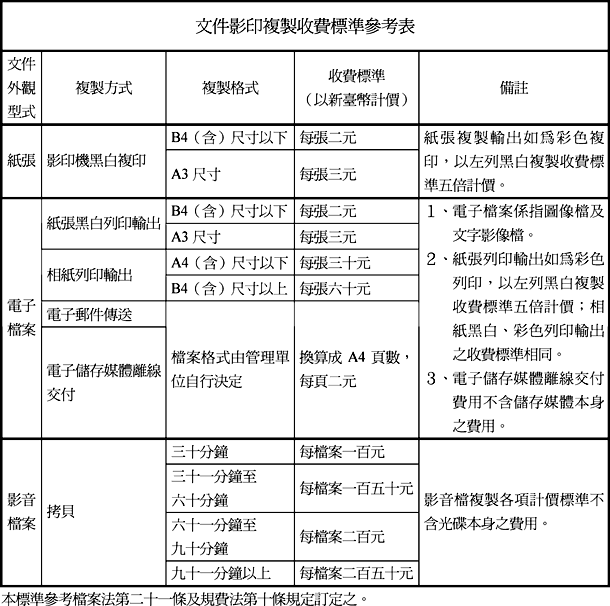 文件影印複製收費標準參考表
文件
外觀
型式
複製方式
複製格式
收費標準
（以新臺幣計價）
備註
紙張
影印機黑白複印
B4（含）尺寸以下
每張二元
A3 尺寸
每張三元
紙張複製輸出如為彩色複
印，以左列黑白複製收費標
準五倍計價。
電子
檔案
紙張黑白列印輸出
B4（含）尺寸以下
每張二元
A3 尺寸
每張三元
相紙列印輸出
A4（含）尺寸以下
每張三十元
B4（含）尺寸以上
每張六十元
電子郵件傳送
電子儲存媒體離線
交付
檔案格式由管理單
位自行決定
換算成 A4 頁數，
每頁二元
1、電子檔案係指圖像檔及
文字影像檔。
2、紙張列印輸出如為彩色
列印，以左列黑白複製
收費標準五倍計價；相
紙黑白、彩色列印輸出
之收費標準相同。
3、電子儲存媒體離線交付
費用不含儲存媒體本身
之費用。
影音
檔案
拷貝
三十分鐘
每檔案一百元
三十一分鐘至
六十分鐘
每檔案一百五十元
六十一分鐘至
九十分鐘
每檔案二百元
九十一分鐘以上
每檔案二百五十元
影音檔複製各項計價標準不
含光碟本身之費用。
本標準參考檔案法第二十一條及規費法第十條規定訂定之。